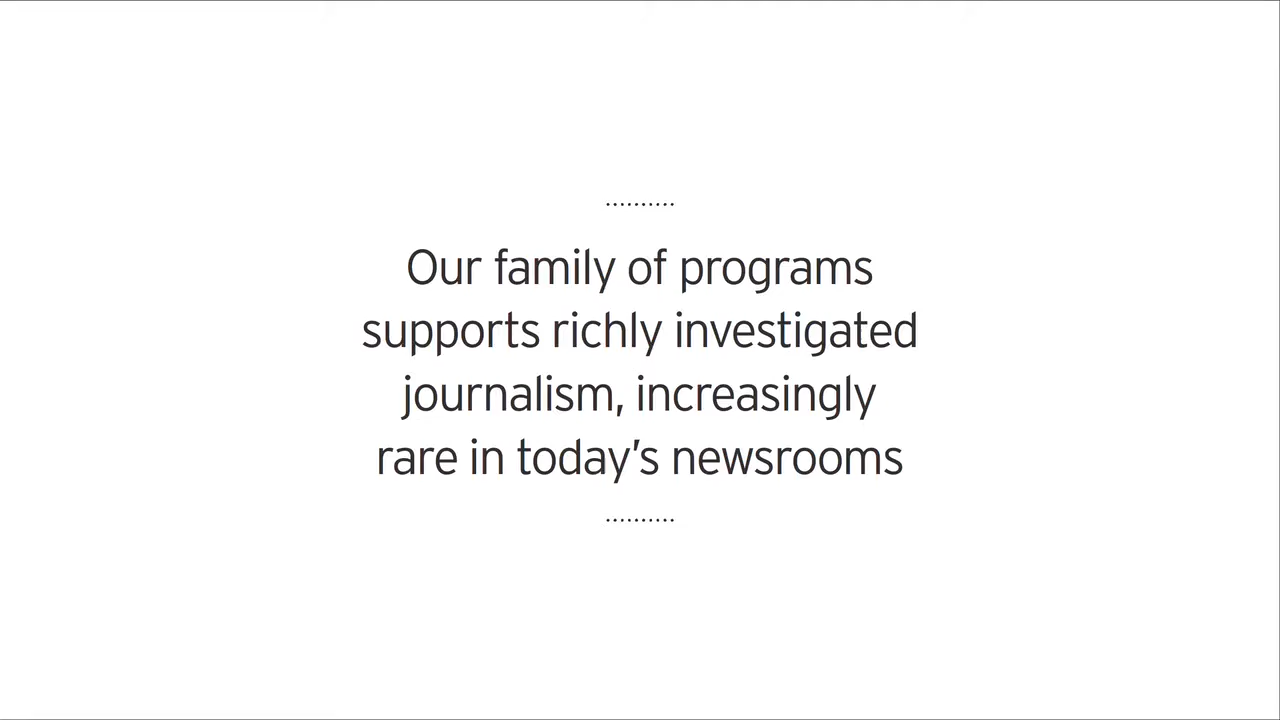 Our family of programs
supports richly investigated
journalism, increasingly
rare in today’s newsrooms